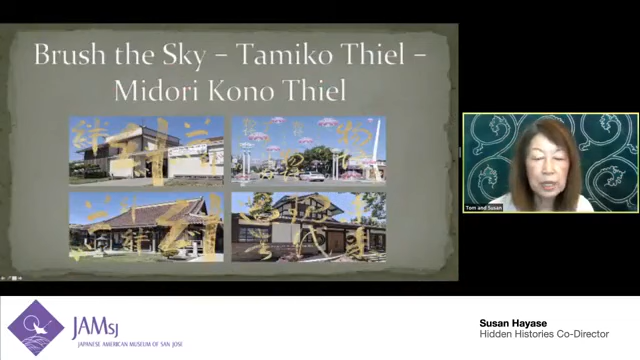 Brush the Sky – Tamiko Thiel –
Midori Kono Thiel
Tom and Susan
JAMsj
JAPANESE AMERICAN MUSEUM OF SAN JOSE
Susan Hayase
Hidden Histories Co-Director